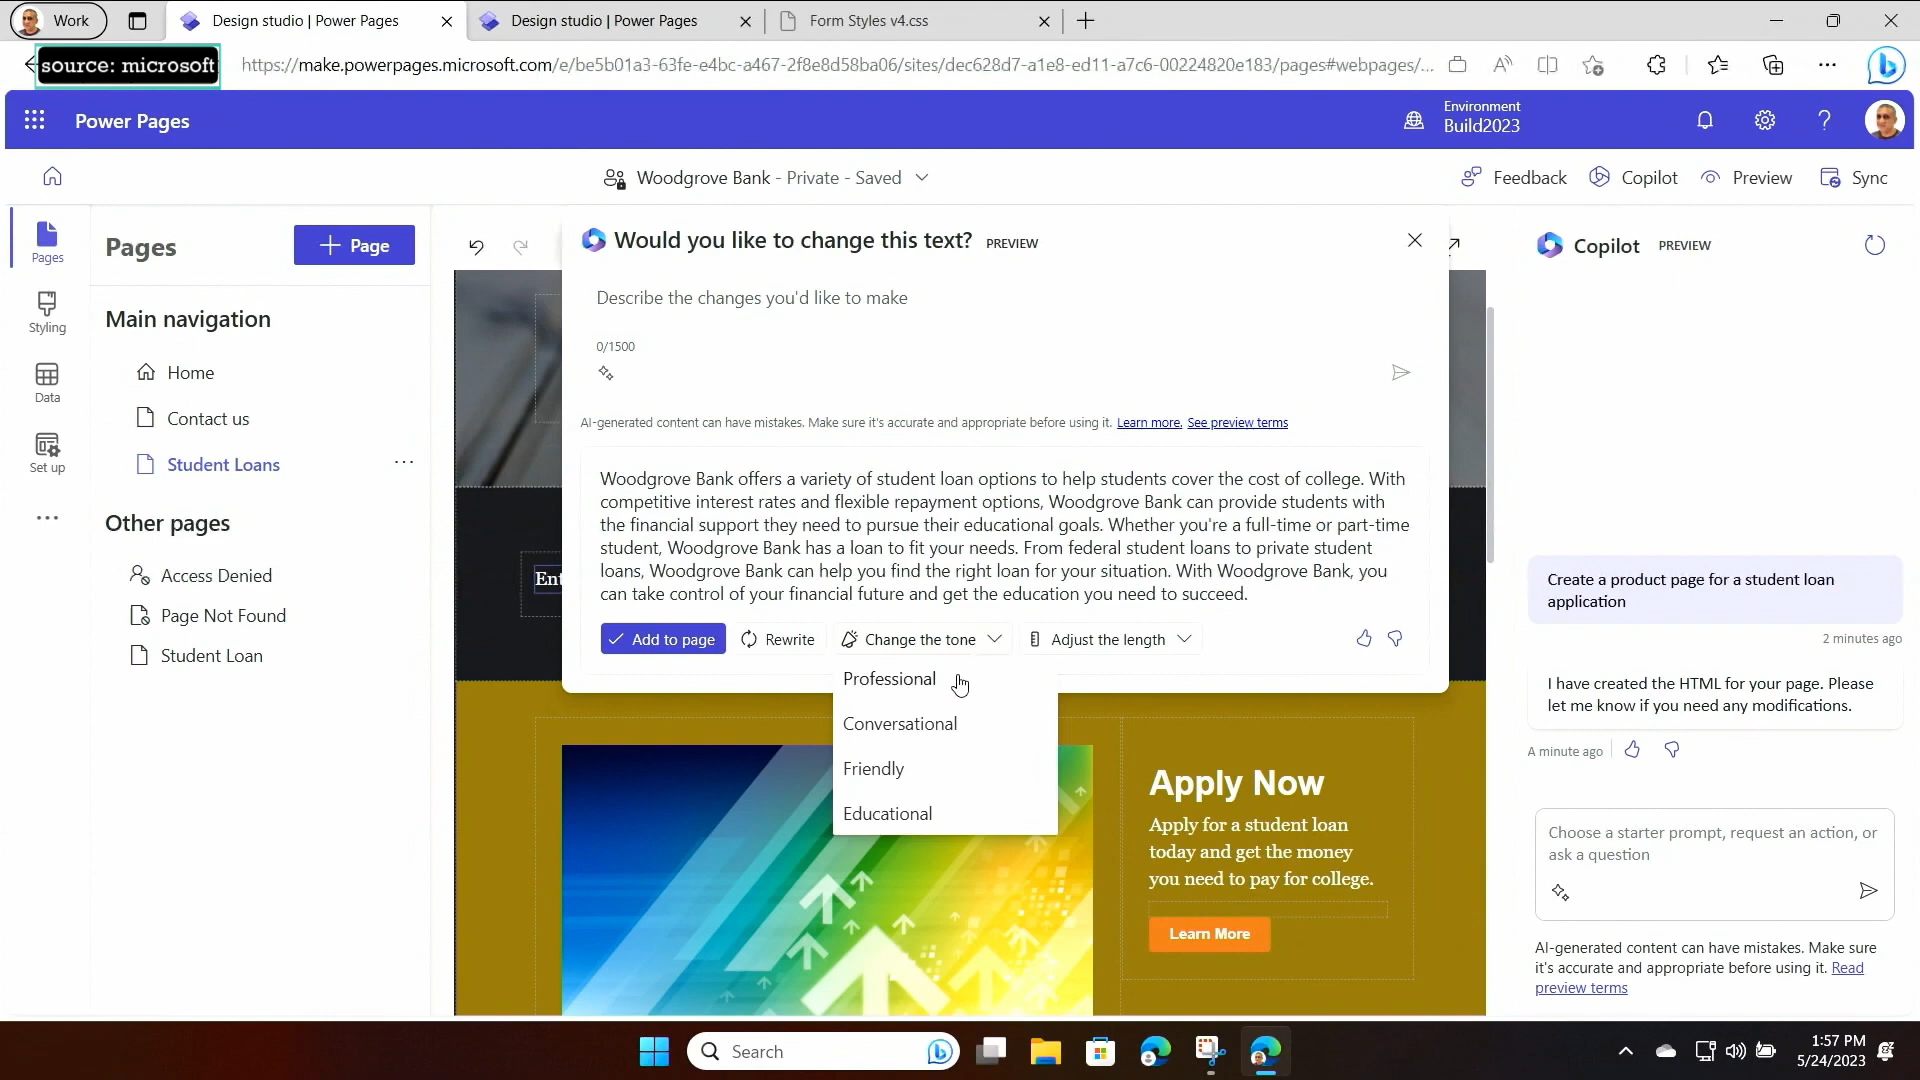 Work
Design studio | Power Pages
Design studio | Power Pages
Form Styles v4.css
source: microsoft
https://make.powerpages.microsoft.com/e/be5b01a3-63fe-e4bc-a467-2f8e8d58ba06/sites/dec628d7-a1e8-ed11-a7c6-00224820e183/pages#webpages/...
Power Pages
Environment
Build2023
Woodgrove Bank - Private - Saved
Feedback
Copilot
Preview
Sync
Pages
Styling
Data
Set up
Pages
Page
Main navigation
Home
Contact us
Student Loans
Other pages
Access Denied
Page Not Found
Student Loan
Would you like to change this text? PREVIEW
Describe the changes you'd like to make
0/1500
AI-generated content can have mistakes. Make sure it's accurate and appropriate before using it. Learn more. See preview terms
Woodgrove Bank offers a variety of student loan options to help students cover the cost of college. With
competitive interest rates and flexible repayment options, Woodgrove Bank can provide students with
the financial support they need to pursue their educational goals. Whether you're a full-time or part-time
student, Woodgrove Bank has a loan to fit your needs. From federal student loans to private student
loans, Woodgrove Bank can help you find the right loan for your situation. With Woodgrove Bank, you
can take control of your financial future and get the education you need to succeed.
Ent
Add to page
Rewrite
Change the tone
Adjust the length
Professional
Conversational
Friendly
Educational
Apply Now
Apply for a student loan
today and get the money
you need to pay for college.
Learn More
Copilot PREVIEW
Create a product page for a student loan
application
2 minutes ago
I have created the HTML for your page. Please
let me know if you need any modifications.
A minute ago
Choose a starter prompt, request an action, or
ask a question
AI-generated content can have mistakes. Make sure
it's accurate and appropriate before using it. Read
preview terms
Search
1:57 PM
5/24/2023